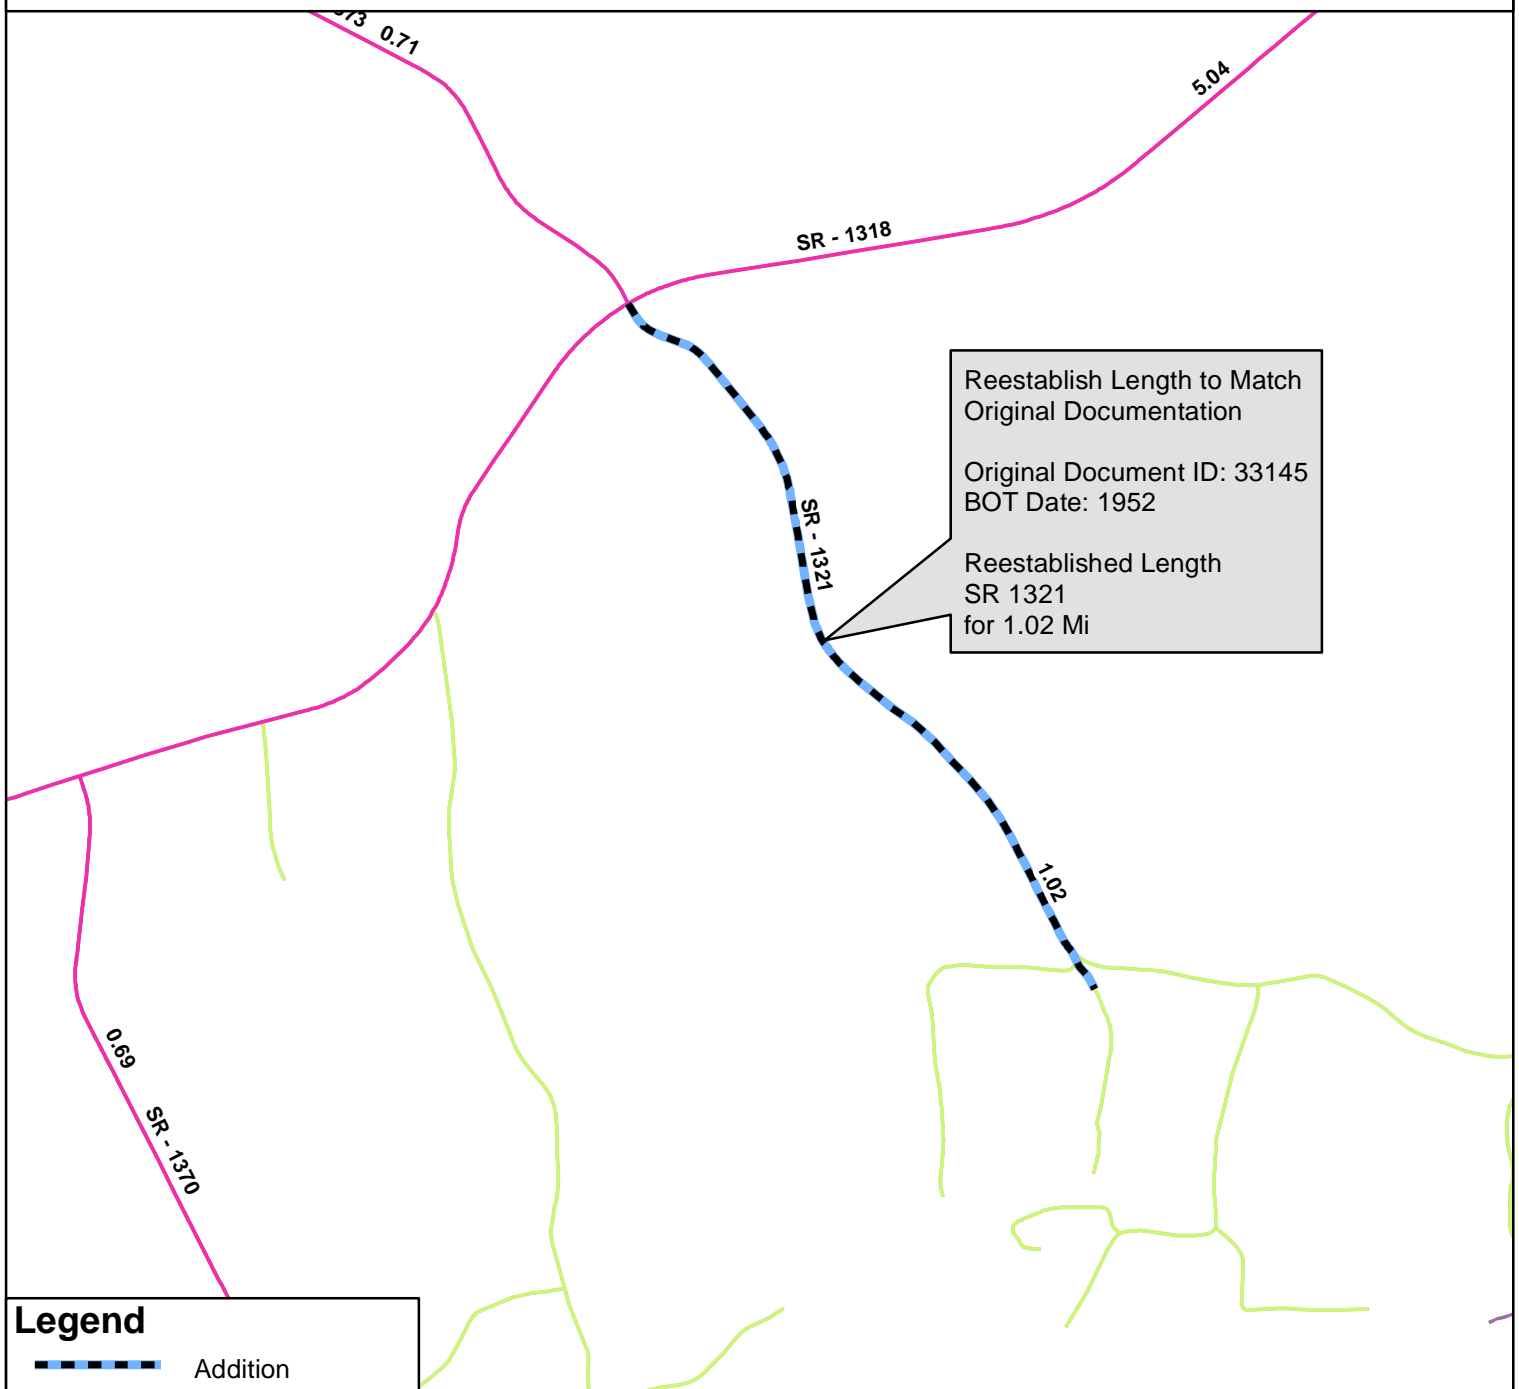 0.71
5.04
SR - 1318
Reestablish Length to Match
Original Documentation
Original Document ID: 33145
BOT Date: 1952
Reestablished Length
SR 1321
for 1.02 Mi
SR - 1321
1.02
0.69
SR - 1370
Legend
Addition